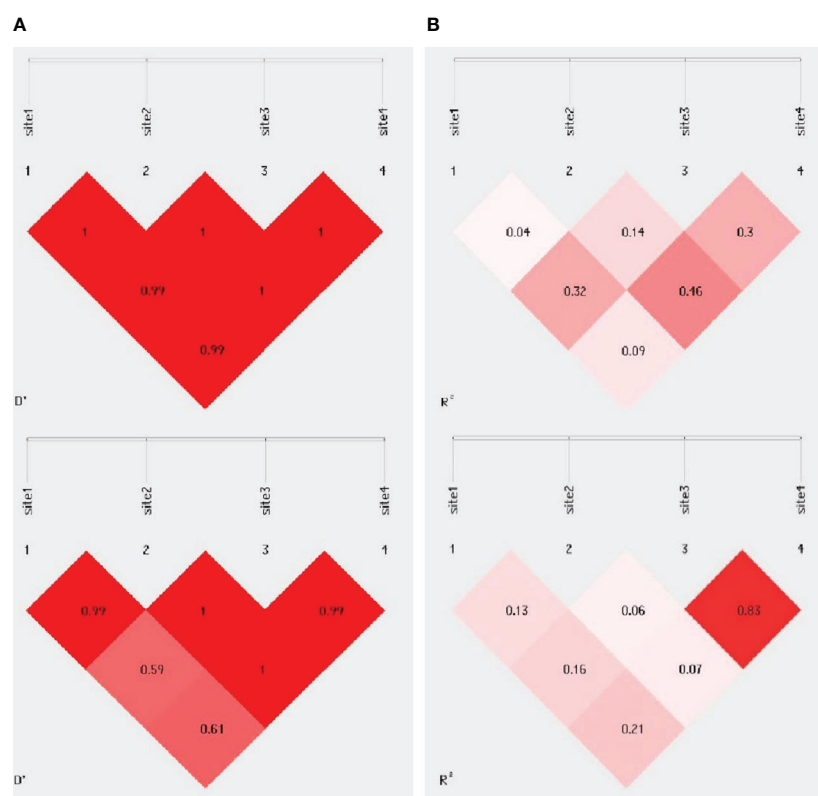 A B
site1 site2 site3 site4 site1 site2 site3 site4
1 2 3 4 1 2 3 4
1 1 1 0.04 0.14 0.3
0.99 1 0.32 0.46
0.99 0.09
D' R²
site1 site2 site3 site4 site1 site2 site3 site4
1 2 3 4 1 2 3 4
0.99 1 0.99 0.13 0.06 0.83
0.59 1 0.16 0.07
0.61 0.21
D' R²